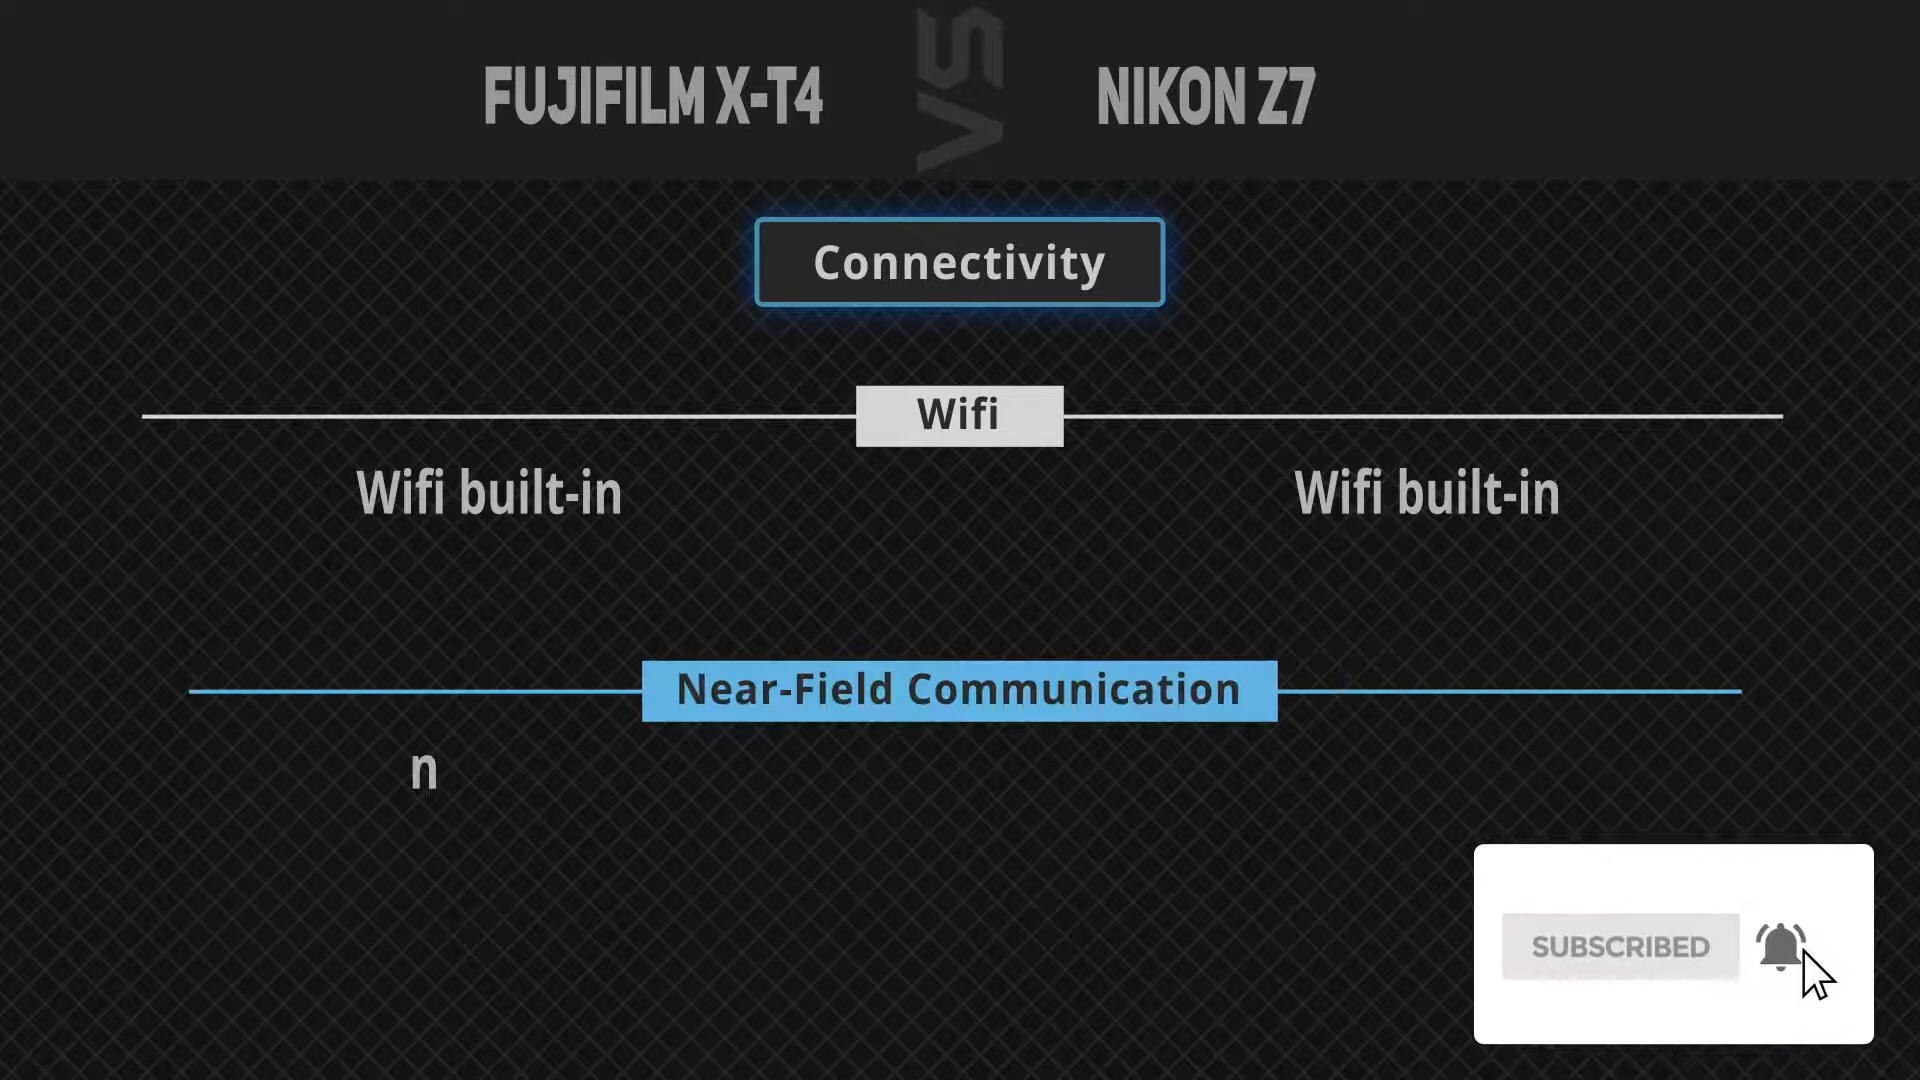 FUJIFILM X-T4 VS NIKON Z7
Connectivity
Wifi
Wifi built-in Wifi built-in
Near-Field Communication
n
SUBSCRIBED